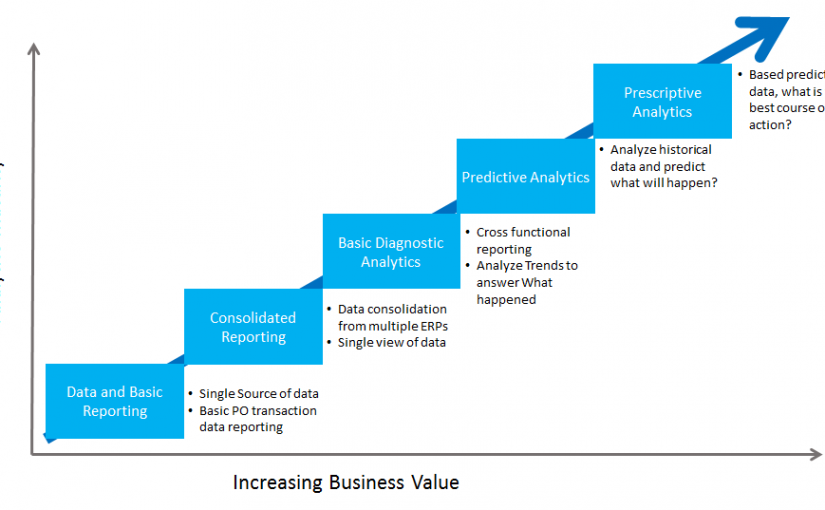 Prescriptive
Analytics
• Based
data, what is
best course
action?
Predictive Analytics
• Analyze historical
data and predict
what will happen?
Basic Diagnostic
Analytics
• Cross functional
reporting
• Analyze Trends to
answer What
happened
Consolidated
Reporting
• Data consolidation
from multiple ERPs
• Single view of data
Data and Basic
Reporting
• Single Source of data
• Basic PO transaction
data reporting
Increasing Business Value